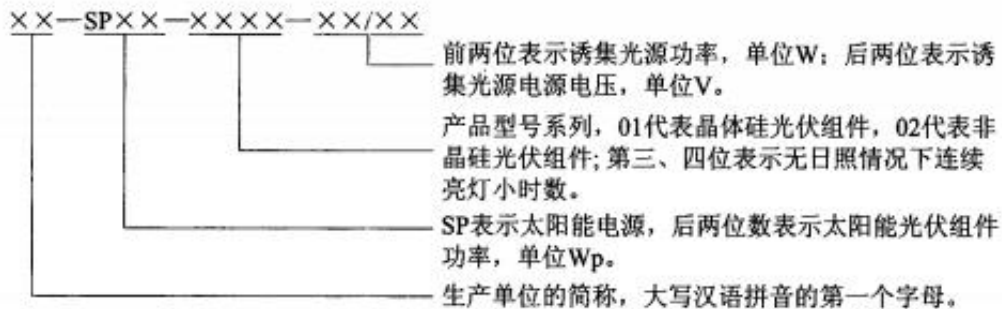 ××—SP××—××××—××/××
前两位表示诱集光源功率，单位W；后两位表示诱
集光源电源电压，单位V。
产品型号系列，01代表晶体硅光伏组件，02代表非
晶硅光伏组件；第三、四位表示无日照情况下连续
亮灯小时数。
SP表示太阳能电源，后两位数表示太阳能光伏组件
功率，单位Wp。
生产单位的简称，大写汉语拼音的第一个字母。